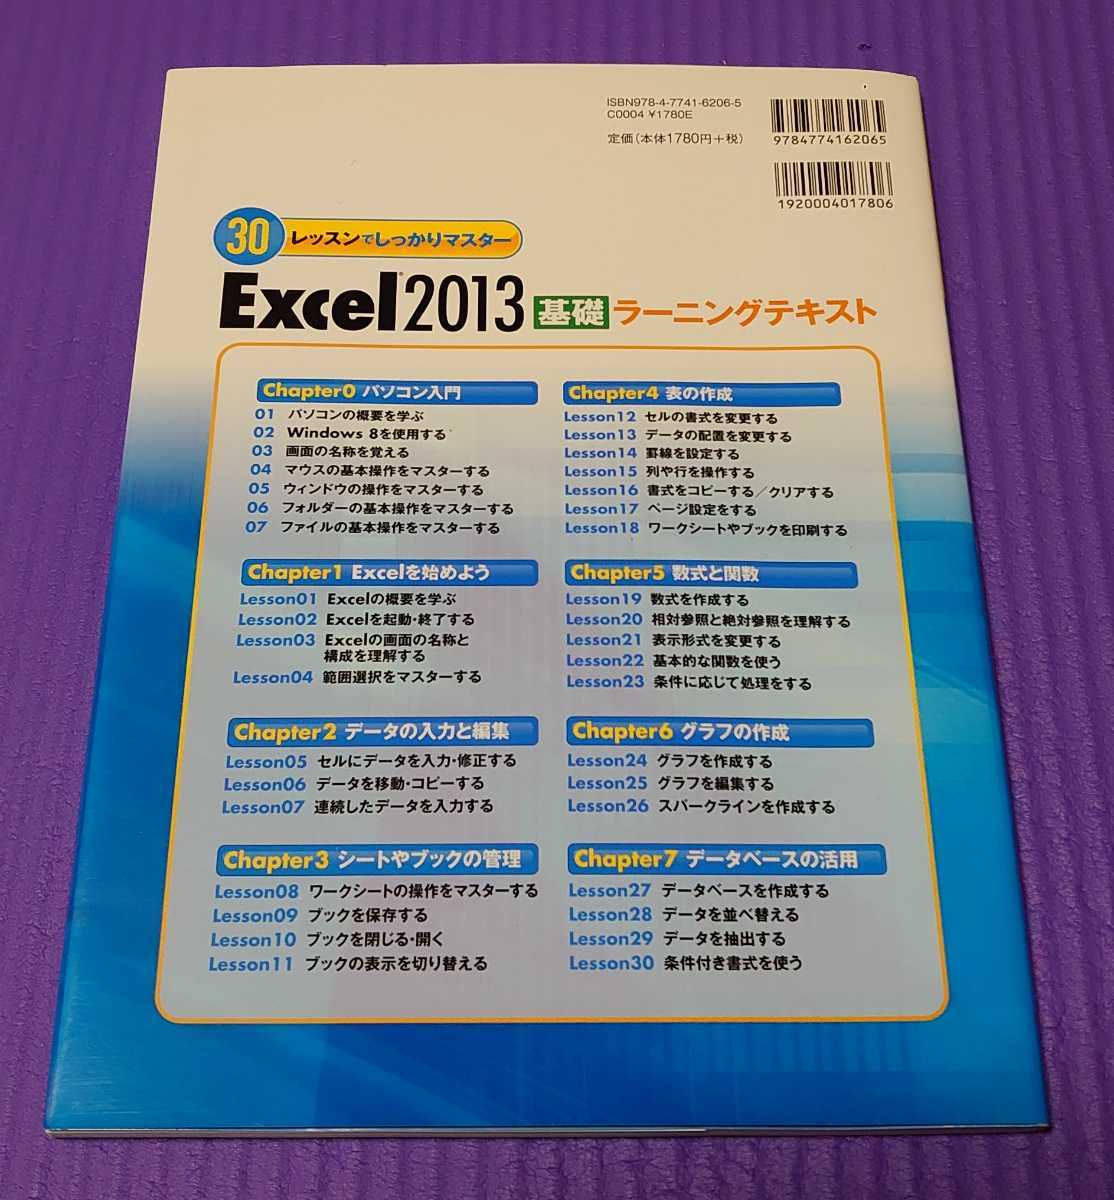 ISBN978-4-7741-6206-5
C0004 ¥1780E
定価(本体1780円+税)
9784774162065
1920004017806
30レッスンでしっかりマスター
Excel®2013 基礎 ラーニングテキスト
Chapter0 パソコン入門
01 パソコンの概要を学ぶ
02 Windows 8を使用する
03 画面の名称を覚える
04 マウスの基本操作をマスターする
05 ウィンドウの操作をマスターする
06 フォルダーの基本操作をマスターする
07 ファイルの基本操作をマスターする
Chapter1 Excelを始めよう
Lesson01 Excelの概要を学ぶ
Lesson02 Excelを起動・終了する
Lesson03 Excelの画面の名称と
構成を理解する
Lesson04 範囲選択をマスターする
Chapter2 データの入力と編集
Lesson05 セルにデータを入力・修正する
Lesson06 データを移動・コピーする
Lesson07 連続したデータを入力する
Chapter3 シートやブックの管理
Lesson08 ワークシートの操作をマスターする
Lesson09 ブックを保存する
Lesson10 ブックを閉じる・開く
Lesson11 ブックの表示を切り替える
Chapter4 表の作成
Lesson12 セルの書式を変更する
Lesson13 データの配置を変更する
Lesson14 罫線を設定する
Lesson15 列や行を操作する
Lesson16 書式をコピーする/クリアする
Lesson17 ページ設定をする
Lesson18 ワークシートやブックを印刷する
Chapter5 数式と関数
Lesson19 数式を作成する
Lesson20 相対参照と絶対参照を理解する
Lesson21 表示形式を変更する
Lesson22 基本的な関数を使う
Lesson23 条件に応じて処理をする
Chapter6 グラフの作成
Lesson24 グラフを作成する
Lesson25 グラフを編集する
Lesson26 スパークラインを作成する
Chapter7 データベースの活用
Lesson27 データベースを作成する
Lesson28 データを並べ替える
Lesson29 データを抽出する
Lesson30 条件付き書式を使う